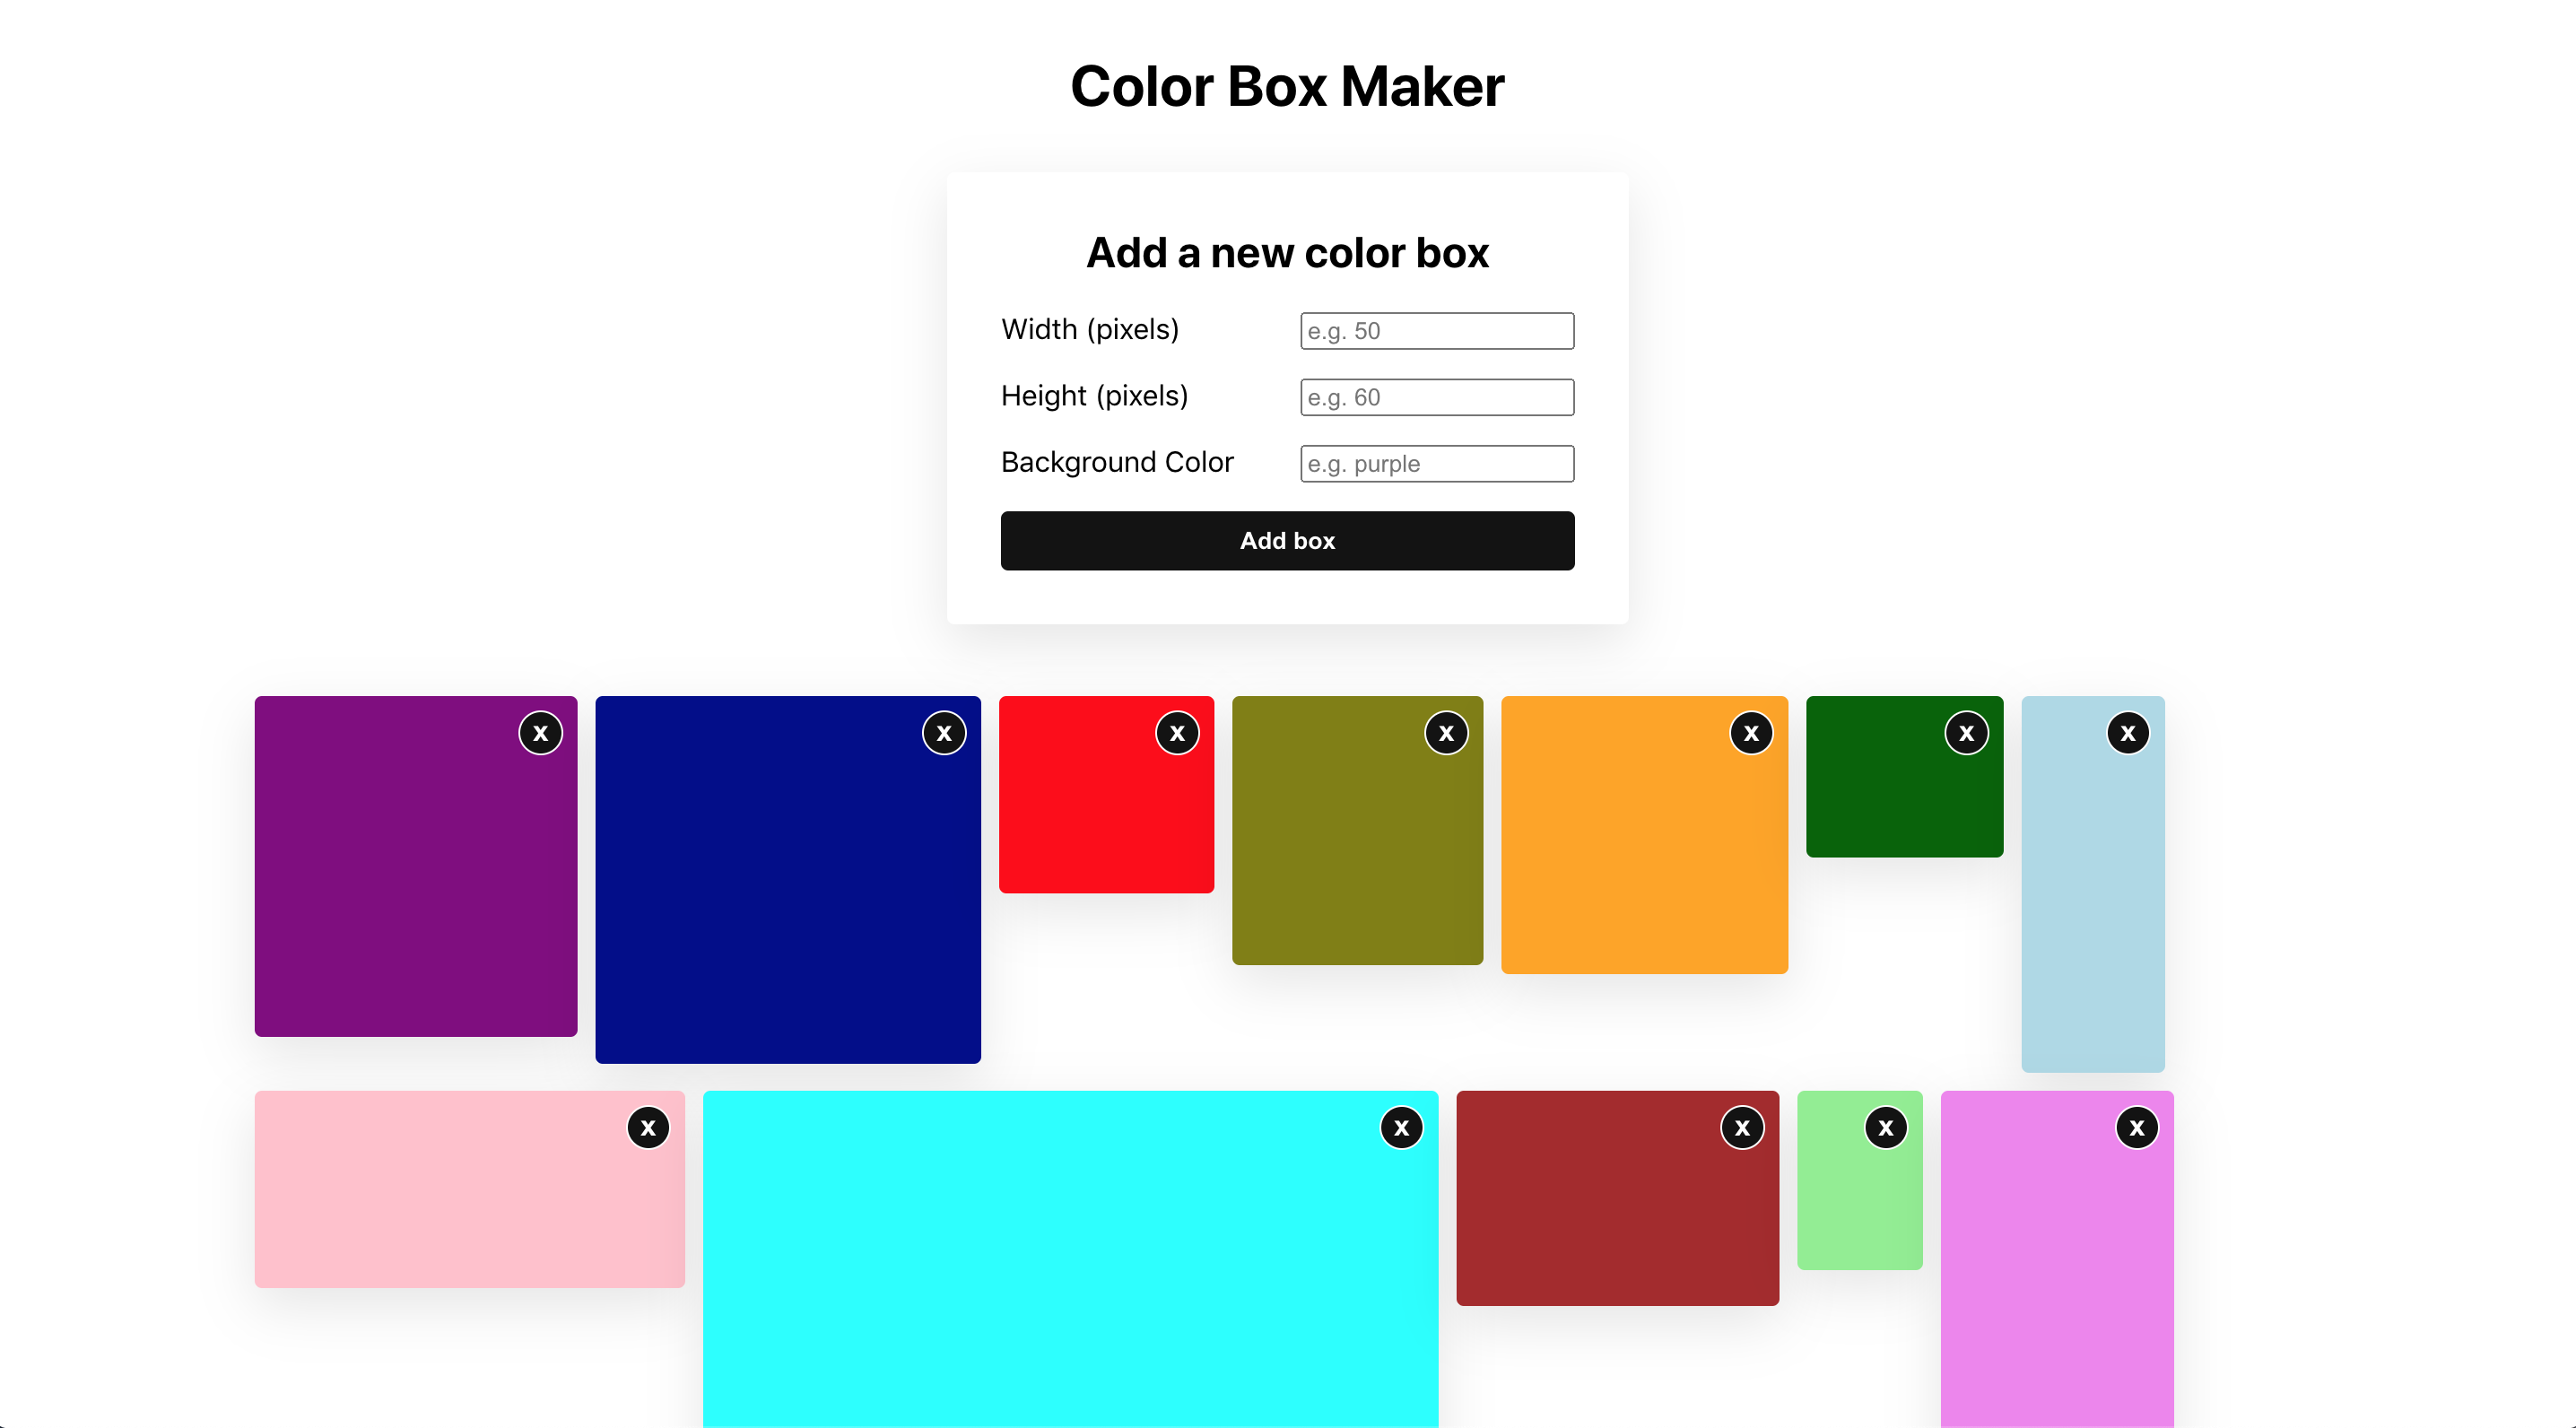 Color Box Maker
Add a new color box
Width (pixels) e.g. 50
Height (pixels) e.g. 60
Background Color e.g. purple
Add box
x x x x x x x
x x x x x